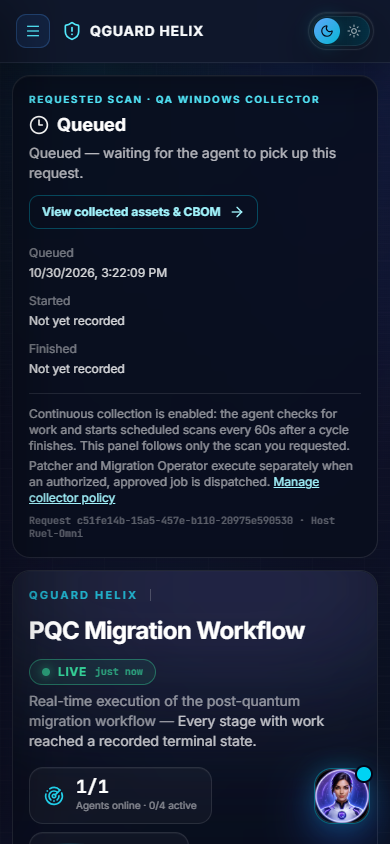 QGUARD HELIX
REQUESTED SCAN · QA WINDOWS COLLECTOR
Queued
Queued — waiting for the agent to pick up this
request.
View collected assets & CBOM
Queued
10/30/2026, 3:22:09 PM
Started
Not yet recorded
Finished
Not yet recorded
Continuous collection is enabled: the agent checks for
work and starts scheduled scans every 60s after a cycle
finishes. This panel follows only the scan you requested.
Patcher and Migration Operator execute separately when
an authorized, approved job is dispatched. Manage
collector policy
Request c51fe14b-15a5-457e-b110-20975e590530 · Host
Ruel-Omni
QGUARD HELIX
PQC Migration Workflow
LIVE just now
Real-time execution of the post-quantum
migration workflow — Every stage with work
reached a recorded terminal state.
1/1
Agents online · 0/4 active